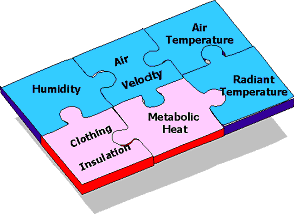 Air
Temperature
Air
Velocity
Humidity
Radiant
Temperature
Metabolic
Heat
Clothing
Insulation